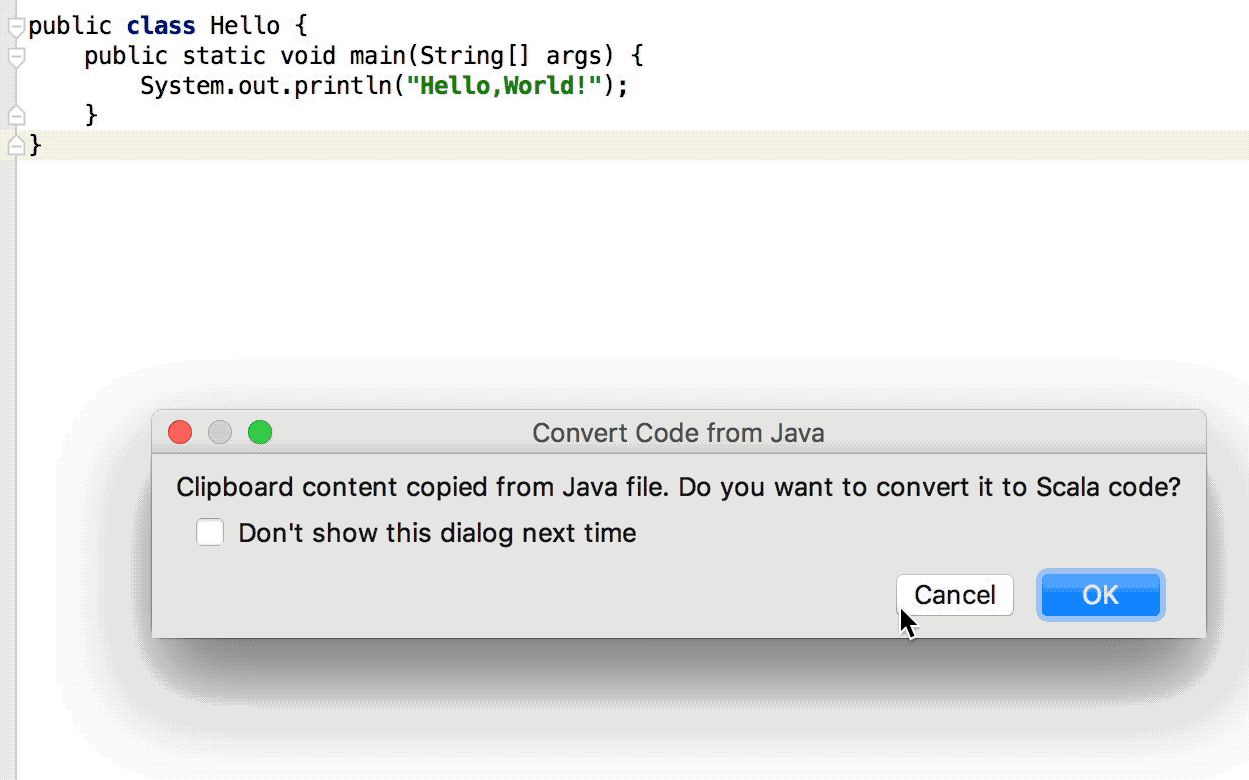 public class Hello {
    public static void main(String[] args) {
        System.out.println("Hello,World!");
    }
}
Convert Code from Java
Clipboard content copied from Java file. Do you want to convert it to Scala code?
Don't show this dialog next time
Cancel OK